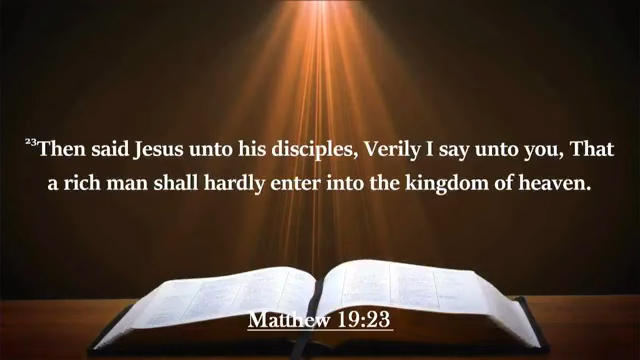 ²³Then said Jesus unto his disciples, Verily I say unto you, That
a rich man shall hardly enter into the kingdom of heaven.
Matthew 19:23